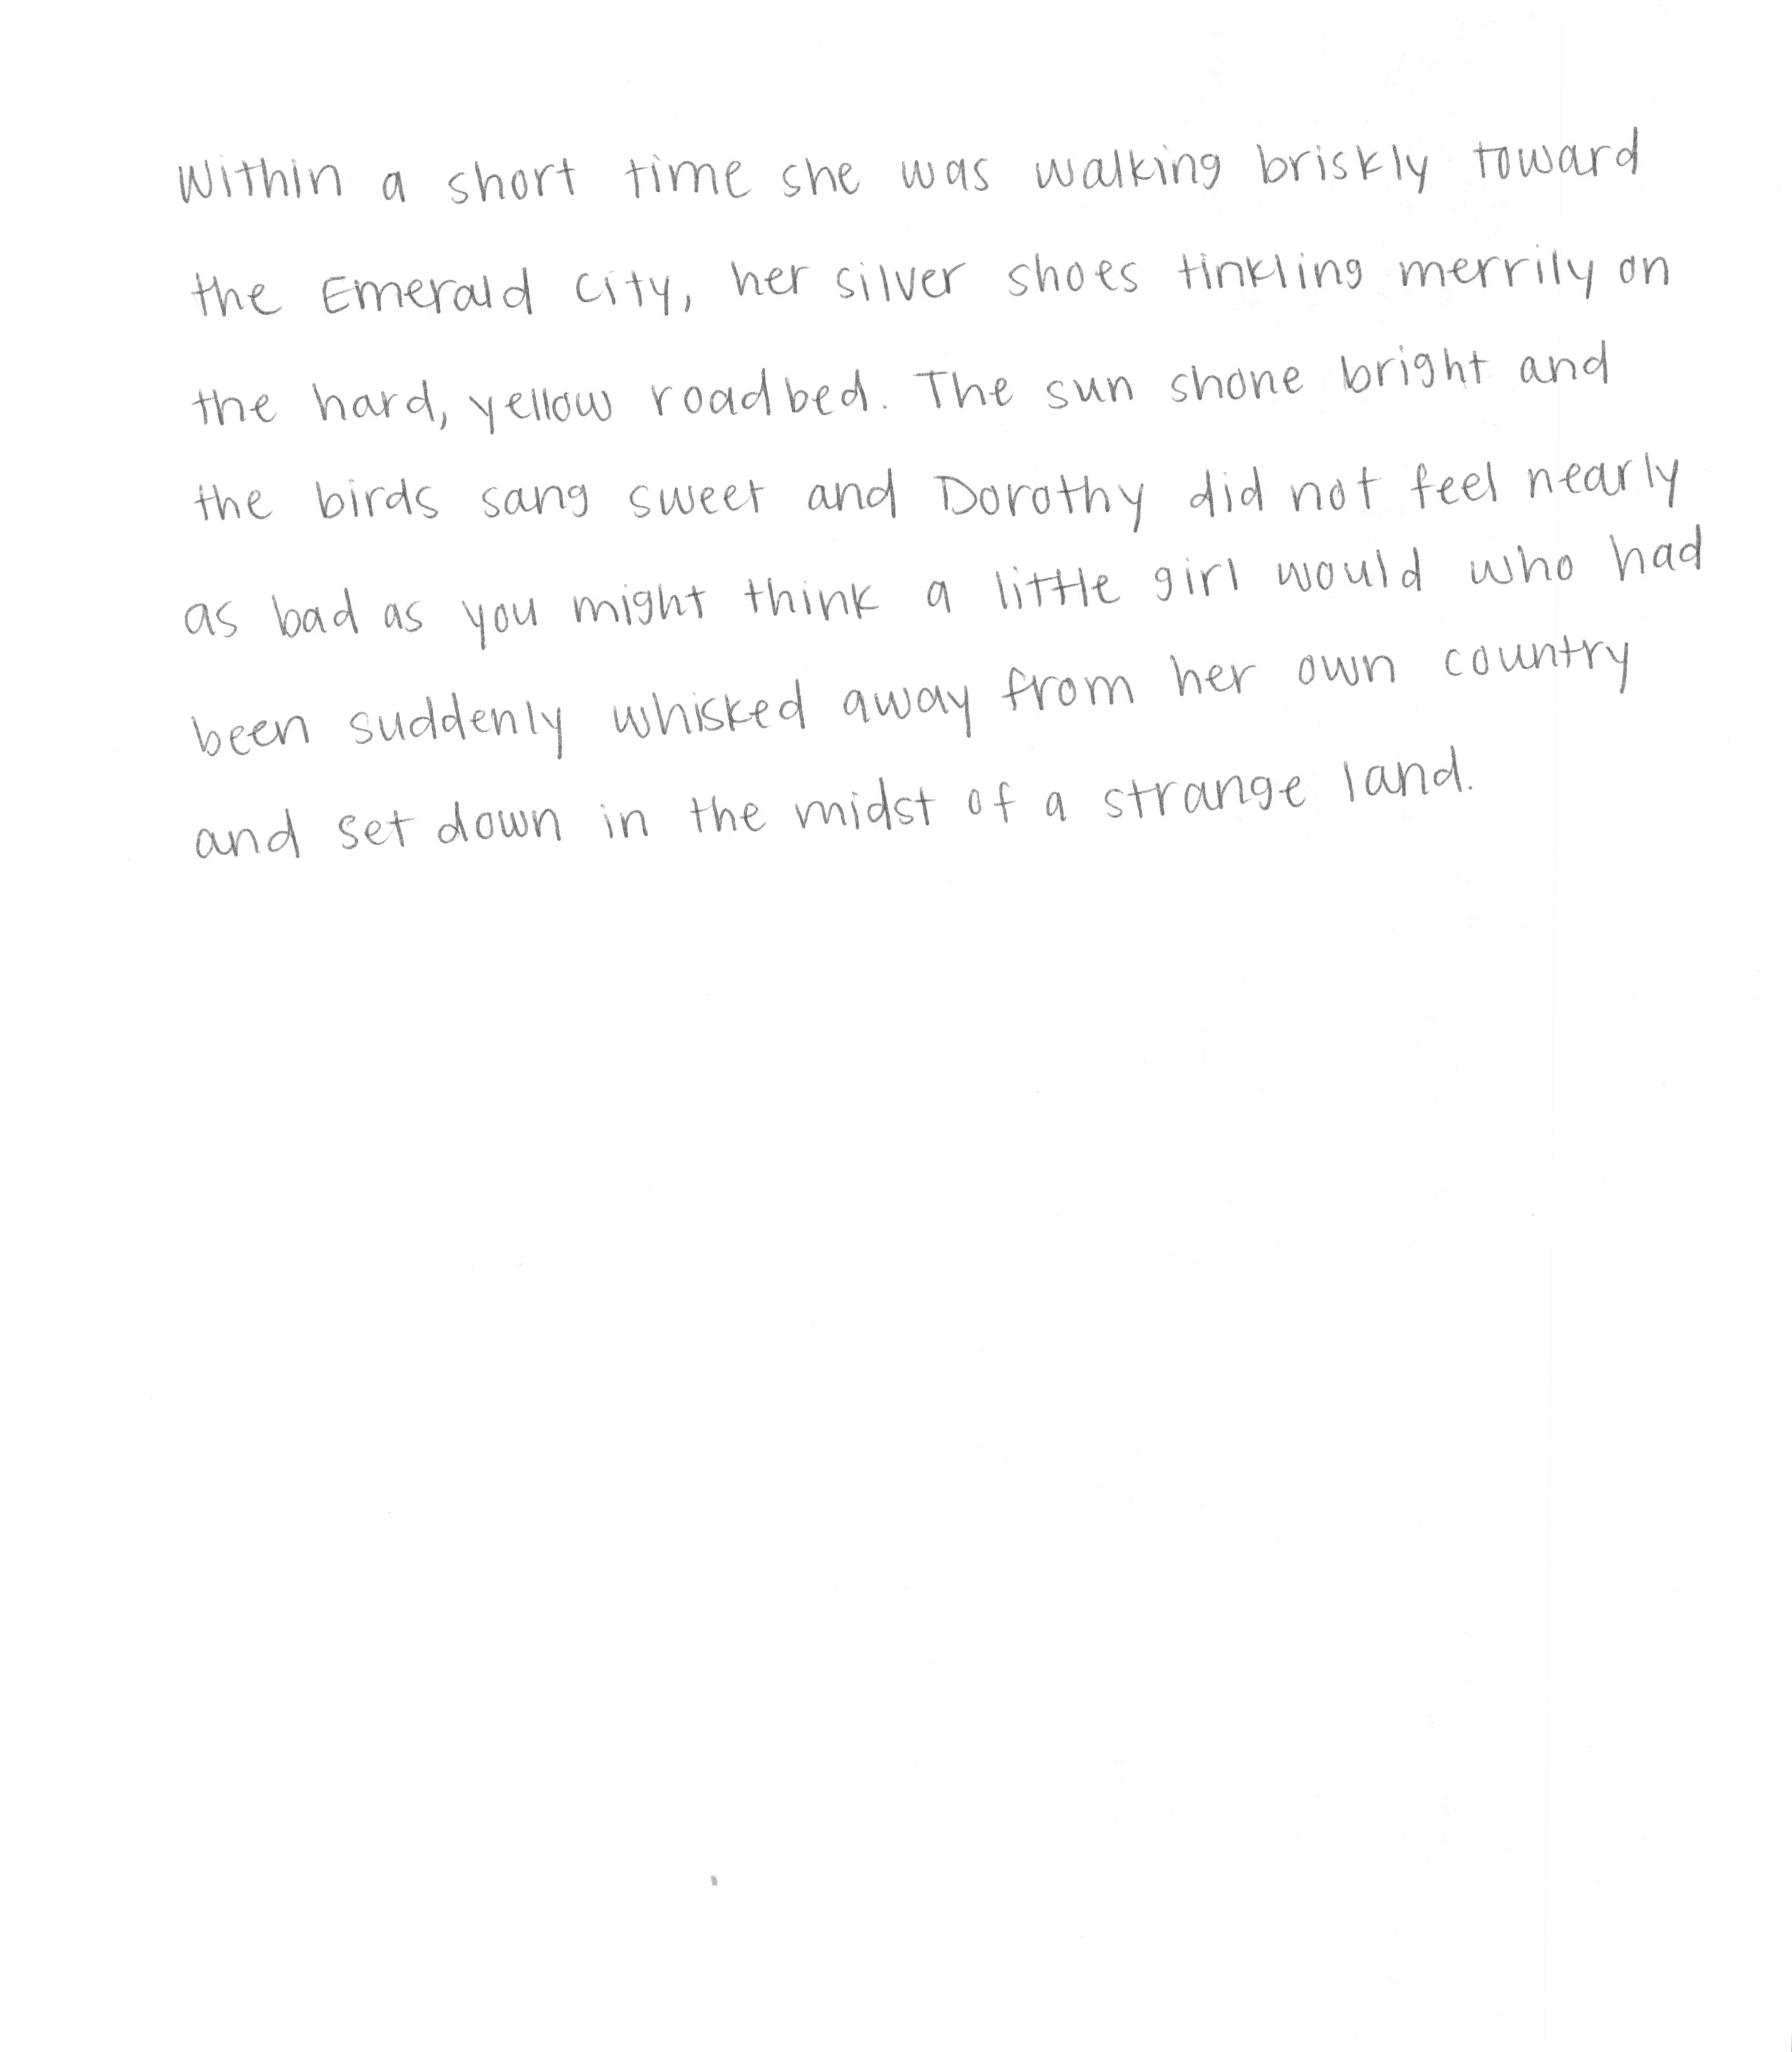 Within a short time she was walking briskly toward
the Emerald City, her silver shoes tinkling merrily on
the hard, yellow roadbed. The sun shone bright and
the birds sang sweet and Dorothy did not feel nearly
as bad as you might think a little girl would who had
been suddenly whisked away from her own country
and set down in the midst of a strange land.